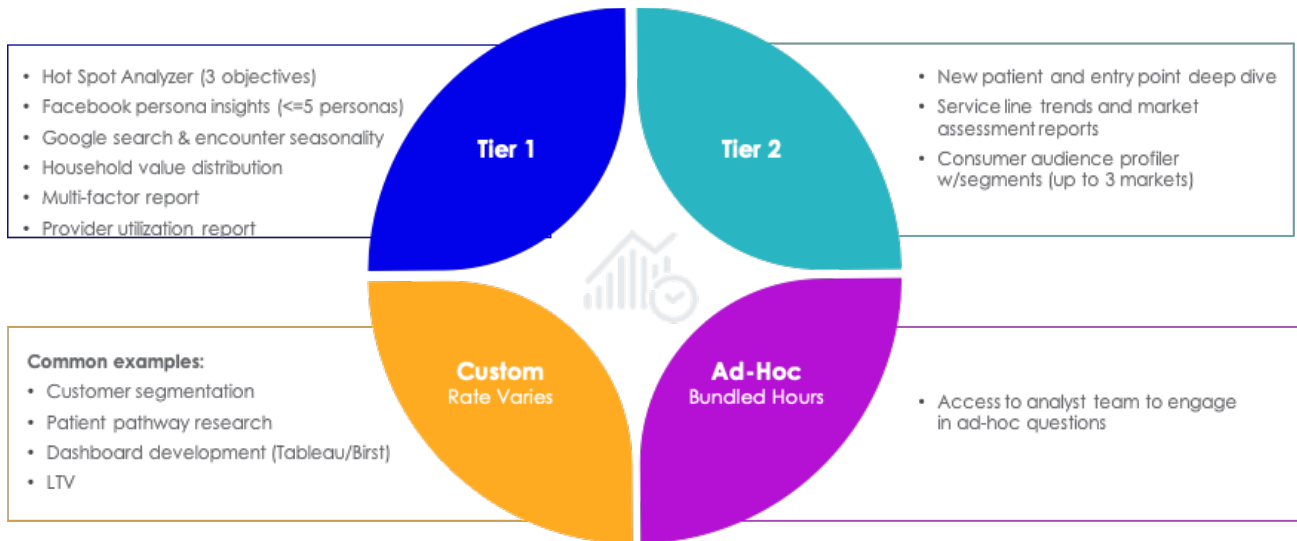 • Hot Spot Analyzer (3 objectives)
• Facebook persona insights (<=5 personas)
• Google search & encounter seasonality
• Household value distribution
• Multi-factor report
• Provider utilization report
Tier 1
Tier 2
• New patient and entry point deep dive
• Service line trends and market
assessment reports
• Consumer audience profiler
w/segments (up to 3 markets)
Common examples:
• Customer segmentation
• Patient pathway research
• Dashboard development (Tableau/Birst)
• LTV
Custom
Rate Varies
Ad-Hoc
Bundled Hours
• Access to analyst team to engage
in ad-hoc questions